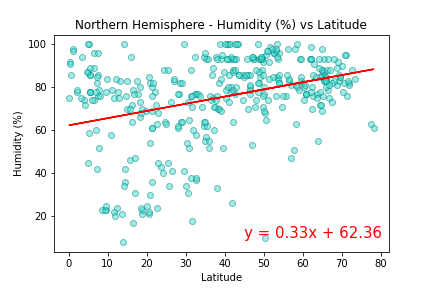 Northern Hemisphere - Humidity (%) vs Latitude
100
80
60
40
20
Humidity (%)
y = 0.33x + 62.36
0 10 20 30 40 50 60 70 80
Latitude